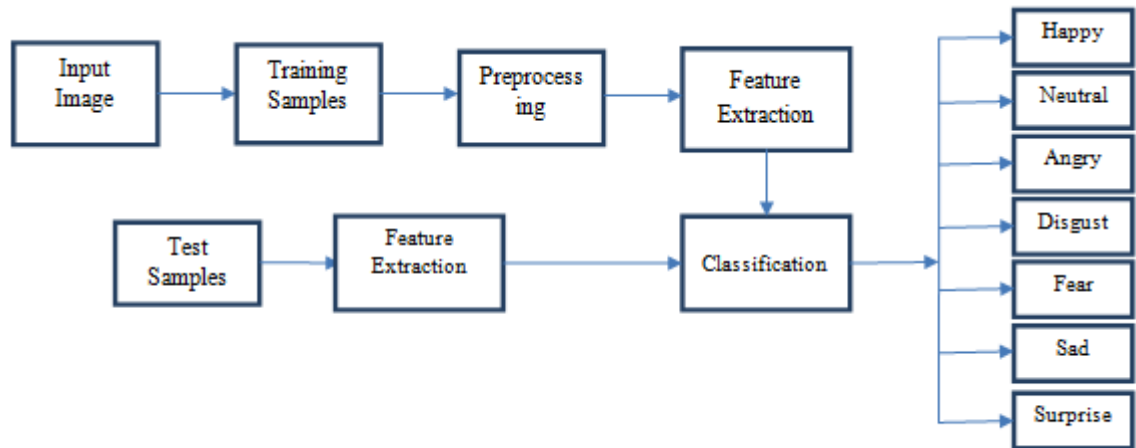 Input
Image
Training
Samples
Preprocess
ing
Feature
Extraction
Test
Samples
Feature
Extraction
Classification
Happy
Neutral
Angry
Disgust
Fear
Sad
Surprise